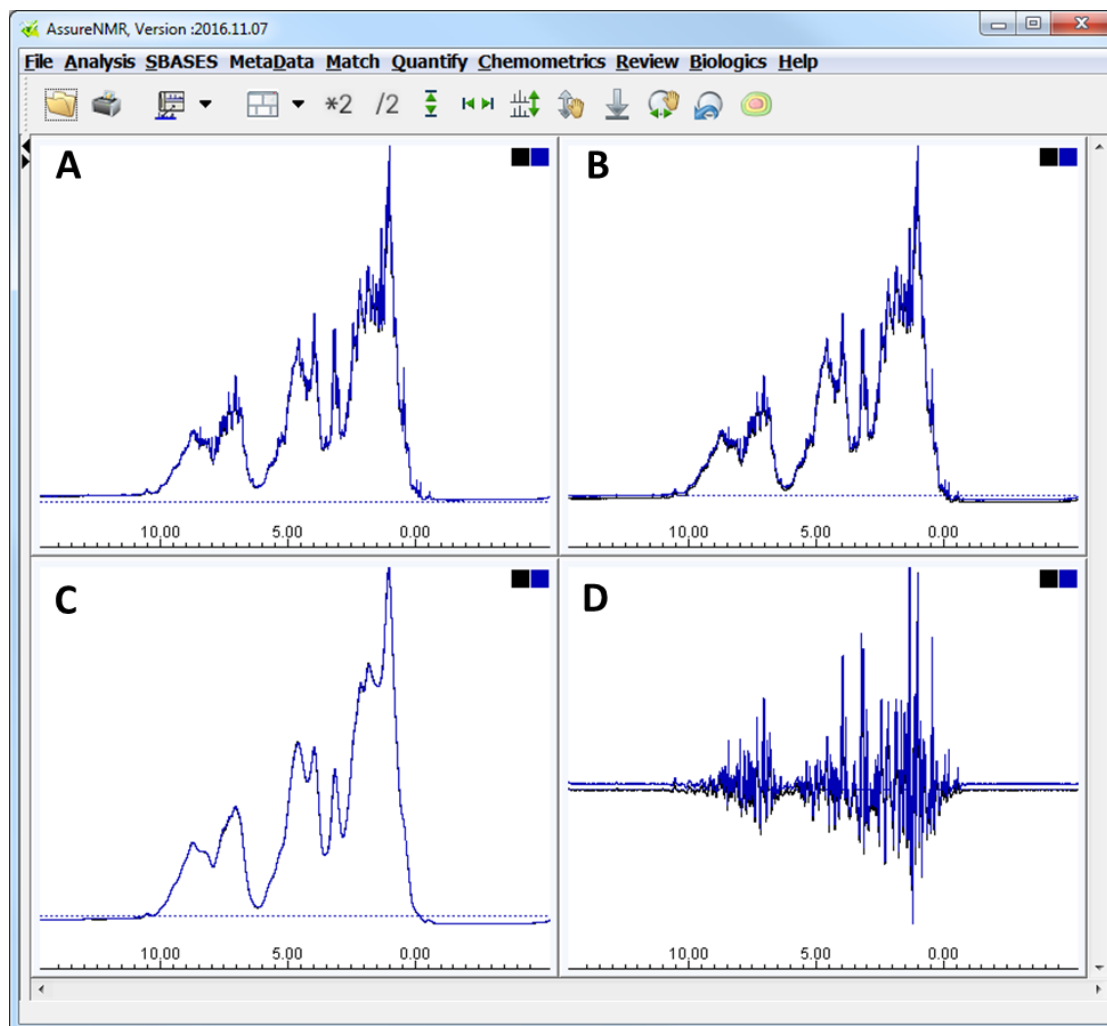 AssureNMR, Version :2016.11.07
File Analysis SBASES MetaData Match Quantify Chemometrics Review Biologics Help
*2 /2
A
B
10.00 5.00 0.00
10.00 5.00 0.00
C
D
10.00 5.00 0.00
10.00 5.00 0.00